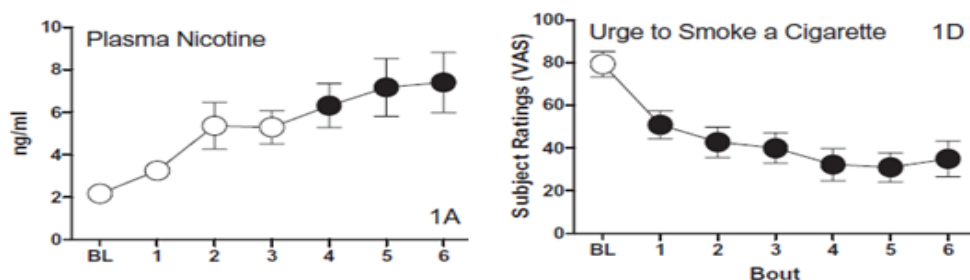 Plasma Nicotine
ng/ml
10
8
6
4
2
0
BL 1 2 3 4 5 6
1A
Urge to Smoke a Cigarette 1D
Subject Ratings (VAS)
100
80
60
40
20
0
BL 1 2 3 4 5 6
Bout